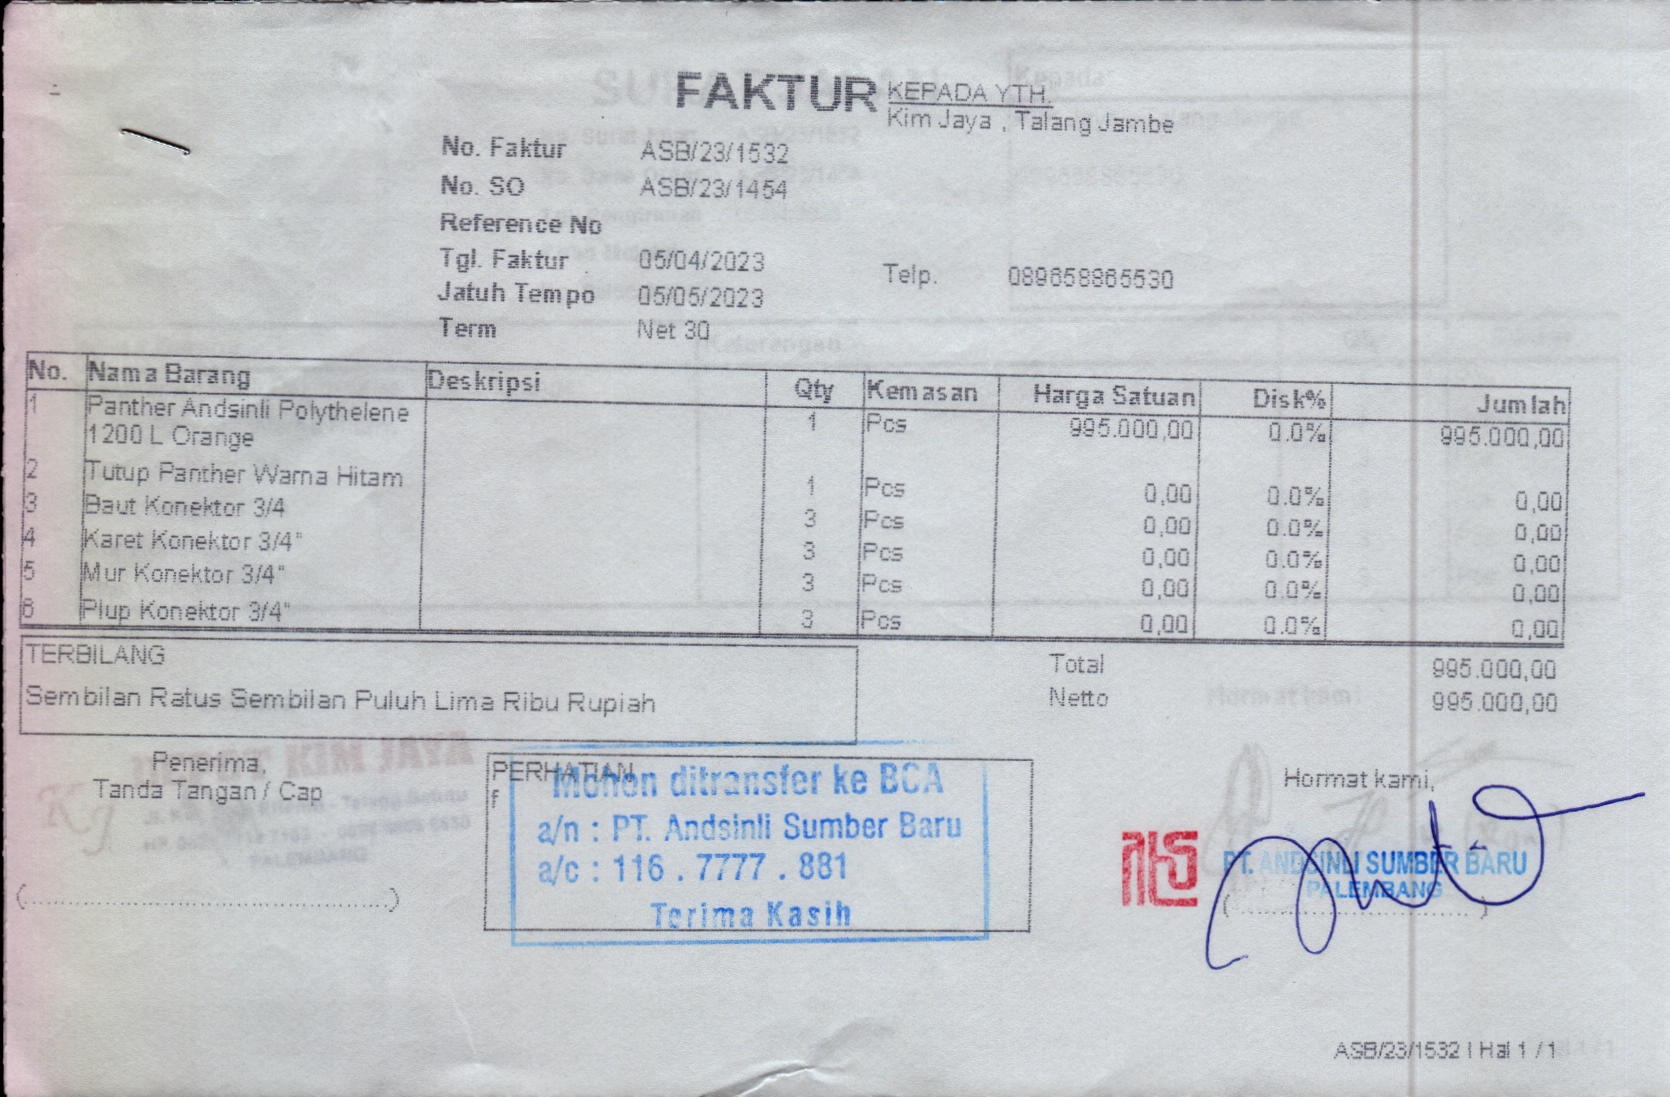 FAKTUR
KEPADA YTH.
Kim Jaya , Talang Jambe
No. Faktur ASB/23/1532
No. SO ASB/23/1454
Reference No
Tgl. Faktur 05/04/2023
Jatuh Tempo 05/05/2023
Term Net 30
Telp. 089658865530
No. Nama Barang Deskripsi Qty Kemasan Harga Satuan Disk% Jumlah
1 Panther Andsinli Polythelene 1 Pcs 995.000,00 0.0% 995.000,00
1200 L Orange
2 Tutup Panther Warna Hitam 1 Pcs 0,00 0.0% 0,00
3 Baut Konektor 3/4 3 Pcs 0,00 0.0% 0,00
4 Karet Konektor 3/4" 3 Pcs 0,00 0.0% 0,00
5 Mur Konektor 3/4" 3 Pcs 0,00 0.0% 0,00
6 Plup Konektor 3/4" 3 Pcs 0,00 0.0% 0,00
TERBILANG
Sembilan Ratus Sembilan Puluh Lima Ribu Rupiah
Total 995.000,00
Netto 995.000,00
Penerima,
Tanda Tangan / Cap
KIM JAYA
PALEMBANG
PERHATIAN
f
Mohon ditransfer ke BCA
a/n : PT. Andsinli Sumber Baru
a/c : 116 . 7777 . 881
Terima Kasih
Hormat kami,
PT. ANDSINLI SUMBER BARU
PALEMBANG
ASB/23/1532 | Hal 1 / 1